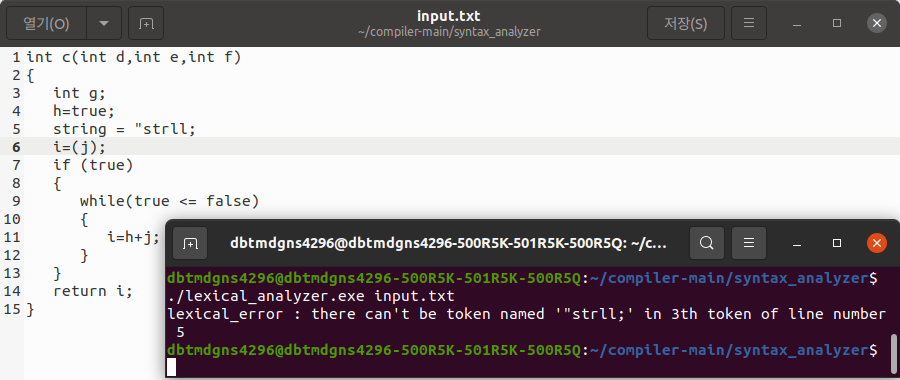 열기(O)
input.txt
~/compiler-main/syntax_analyzer
저장(S)
1 int c(int d,int e,int f)
2 {
3 int g;
4 h=true;
5 string = "strll;
6 i=(j);
7 if (true)
8 {
9 while(true <= false)
10 {
11 i=h+j;
12 }
13 }
14 return i;
15 }
dbtmdgns4296@dbtmdgns4296-500R5K-501R5K-500R5Q: ~/c...
dbtmdgns4296@dbtmdgns4296-500R5K-501R5K-500R5Q:~/compiler-main/syntax_analyzer$
./lexical_analyzer.exe input.txt
lexical_error : there can't be token named '"strll;' in 3th token of line number
5
dbtmdgns4296@dbtmdgns4296-500R5K-501R5K-500R5Q:~/compiler-main/syntax_analyzer$